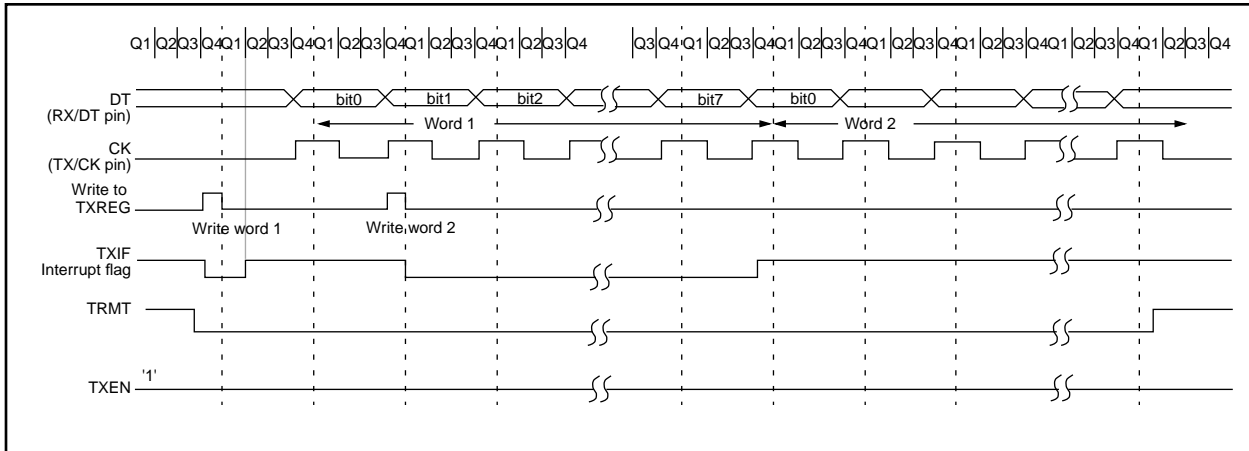 Q1 Q2 Q3 Q4 Q1 Q2 Q3 Q4 Q1 Q2 Q3 Q4 Q1 Q2 Q3 Q4 Q1 Q2 Q3 Q4 Q3 Q4 Q1 Q2 Q3 Q4 Q1 Q2 Q3 Q4 Q1 Q2 Q3 Q4 Q1 Q2 Q3 Q4 Q1 Q2 Q3 Q4 Q1 Q2 Q3 Q4
DT bit0 bit1 bit2 bit7 bit0
(RX/DT pin)
Word 1 Word 2
CK
(TX/CK pin)
Write to
TXREG
Write word 1 Write word 2
TXIF
Interrupt flag
TRMT
'1'
TXEN